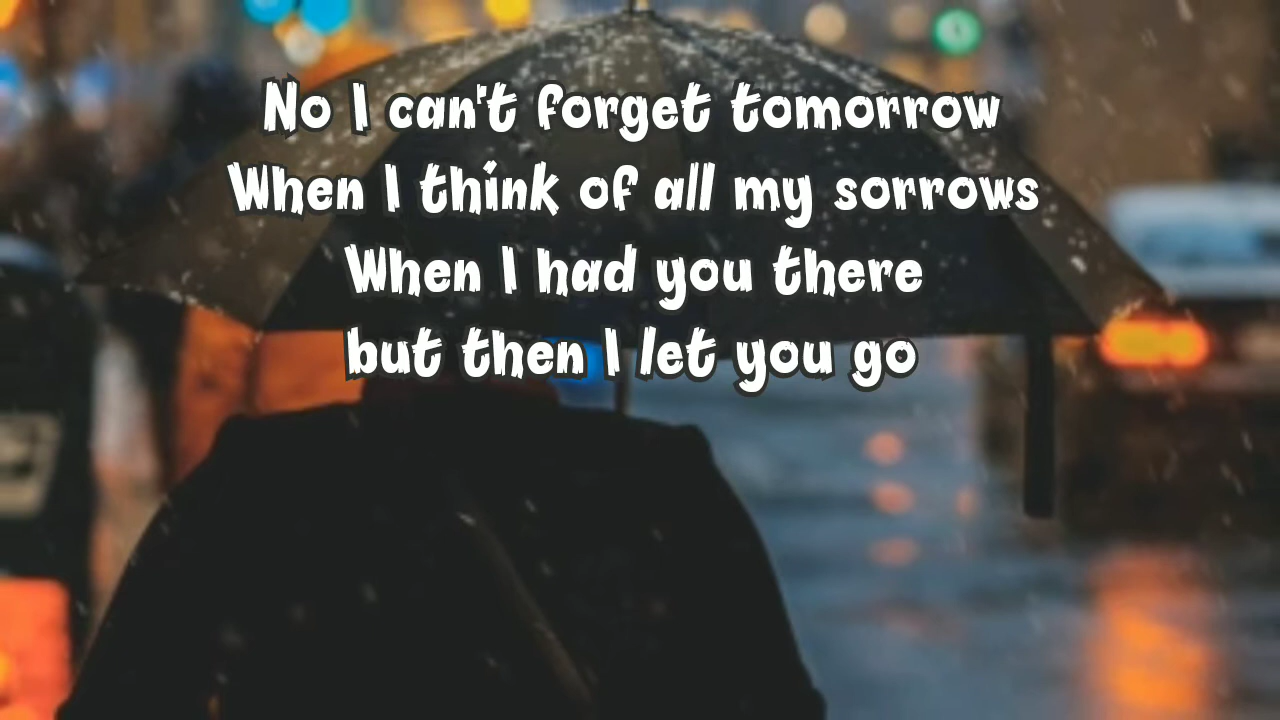 No I can't forget tomorrow
When I think of all my sorrows
When I had you there
but then I let you go